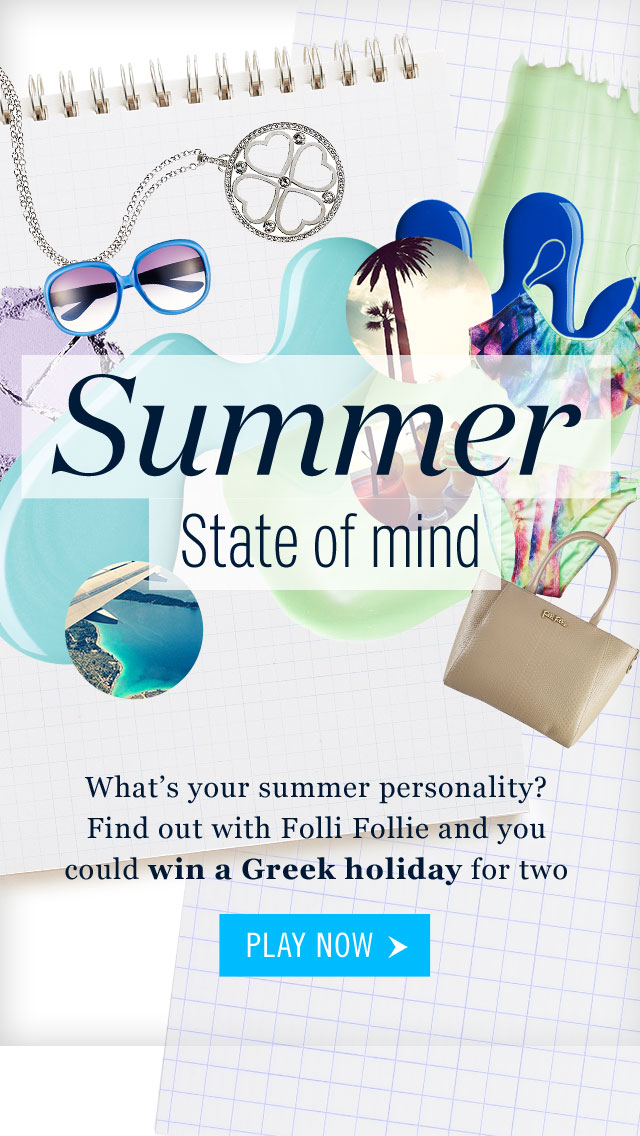 Summer
State of mind
What’s your summer personality?
Find out with Folli Follie and you
could win a Greek holiday for two
PLAY NOW